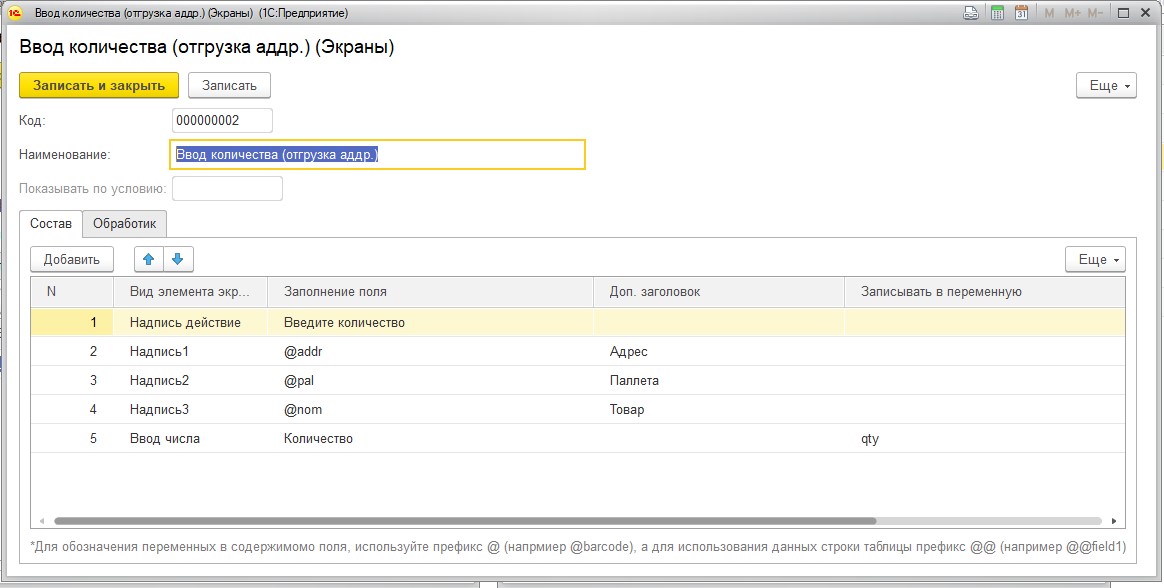 Ввод количества (отгрузка аддр.) (Экраны) (1С:Предприятие)
M M+ M-
Ввод количества (отгрузка аддр.) (Экраны)
Записать и закрыть Записать Еще
Код: 000000002
Наименование: Ввод количества (отгрузка аддр.)
Показывать по условию:
Состав Обработик
Добавить Еще
N Вид элемента экр... Заполнение поля Доп. заголовок Записывать в переменную
1 Надпись действие Введите количество
2 Надпись1 @addr Адрес
3 Надпись2 @pal Паллета
4 Надпись3 @nom Товар
5 Ввод числа Количество qty
*Для обозначения переменных в содержимомо поля, используйте префикс @ (напрмиер @barcode), а для использования данных строки таблицы префикс @@ (например @@field1)